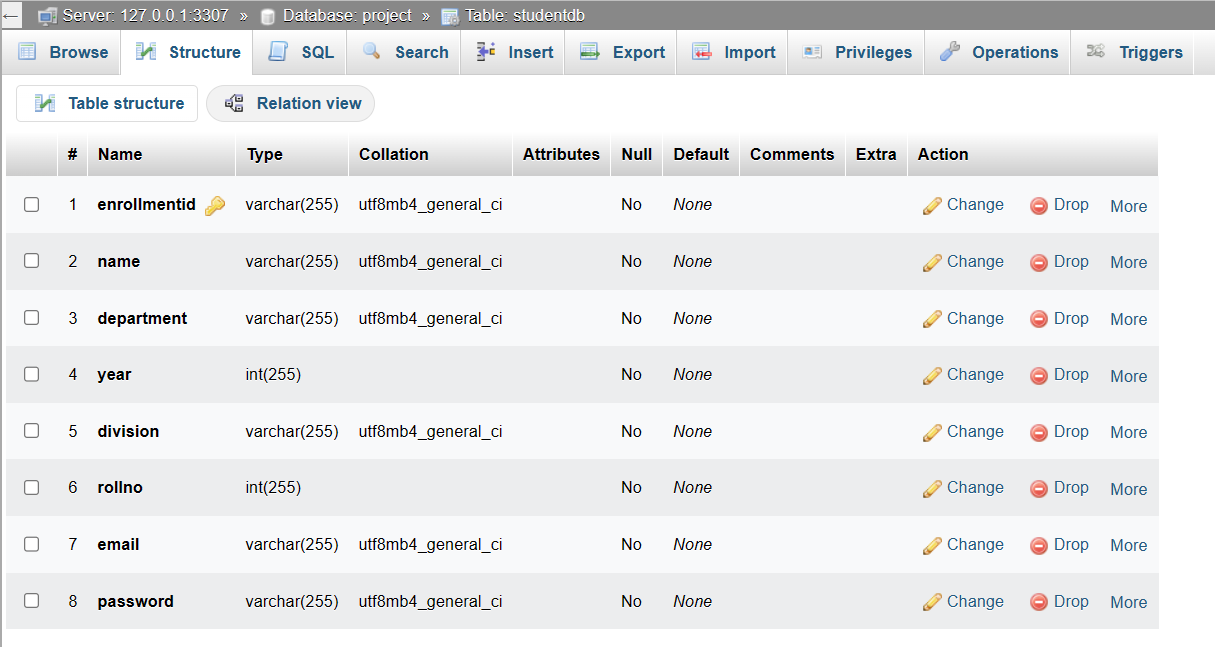 Server: 127.0.0.1:3307 » Database: project » Table: studentdb
Browse Structure SQL Search Insert Export Import Privileges Operations Triggers
Table structure Relation view
# Name Type Collation Attributes Null Default Comments Extra Action
1 enrollmentid varchar(255) utf8mb4_general_ci No None Change Drop More
2 name varchar(255) utf8mb4_general_ci No None Change Drop More
3 department varchar(255) utf8mb4_general_ci No None Change Drop More
4 year int(255) No None Change Drop More
5 division varchar(255) utf8mb4_general_ci No None Change Drop More
6 rollno int(255) No None Change Drop More
7 email varchar(255) utf8mb4_general_ci No None Change Drop More
8 password varchar(255) utf8mb4_general_ci No None Change Drop More